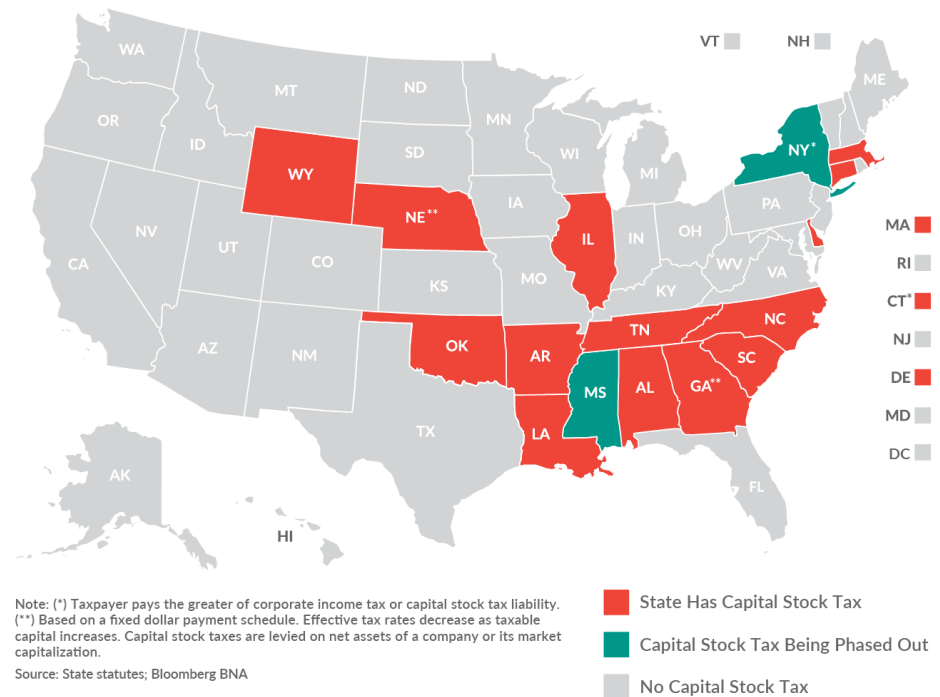 VT NH
WA
MT
ND
MN
ME
OR
ID
SD
WI
MI
NY*
WY
NE**
IA
PA
NV
UT
CO
IL
IN
OH
MA
CA
KS
MO
WV
VA
RI
KY
CT*
AZ
NM
OK
AR
TN
NC
NJ
SC
MS
AL
GA**
DE
TX
LA
MD
FL
DC
AK
HI
Note: (*) Taxpayer pays the greater of corporate income tax or capital stock tax liability.
(**) Based on a fixed dollar payment schedule. Effective tax rates decrease as taxable
capital increases. Capital stock taxes are levied on net assets of a company or its market
capitalization.
Source: State statutes; Bloomberg BNA
State Has Capital Stock Tax
Capital Stock Tax Being Phased Out
No Capital Stock Tax